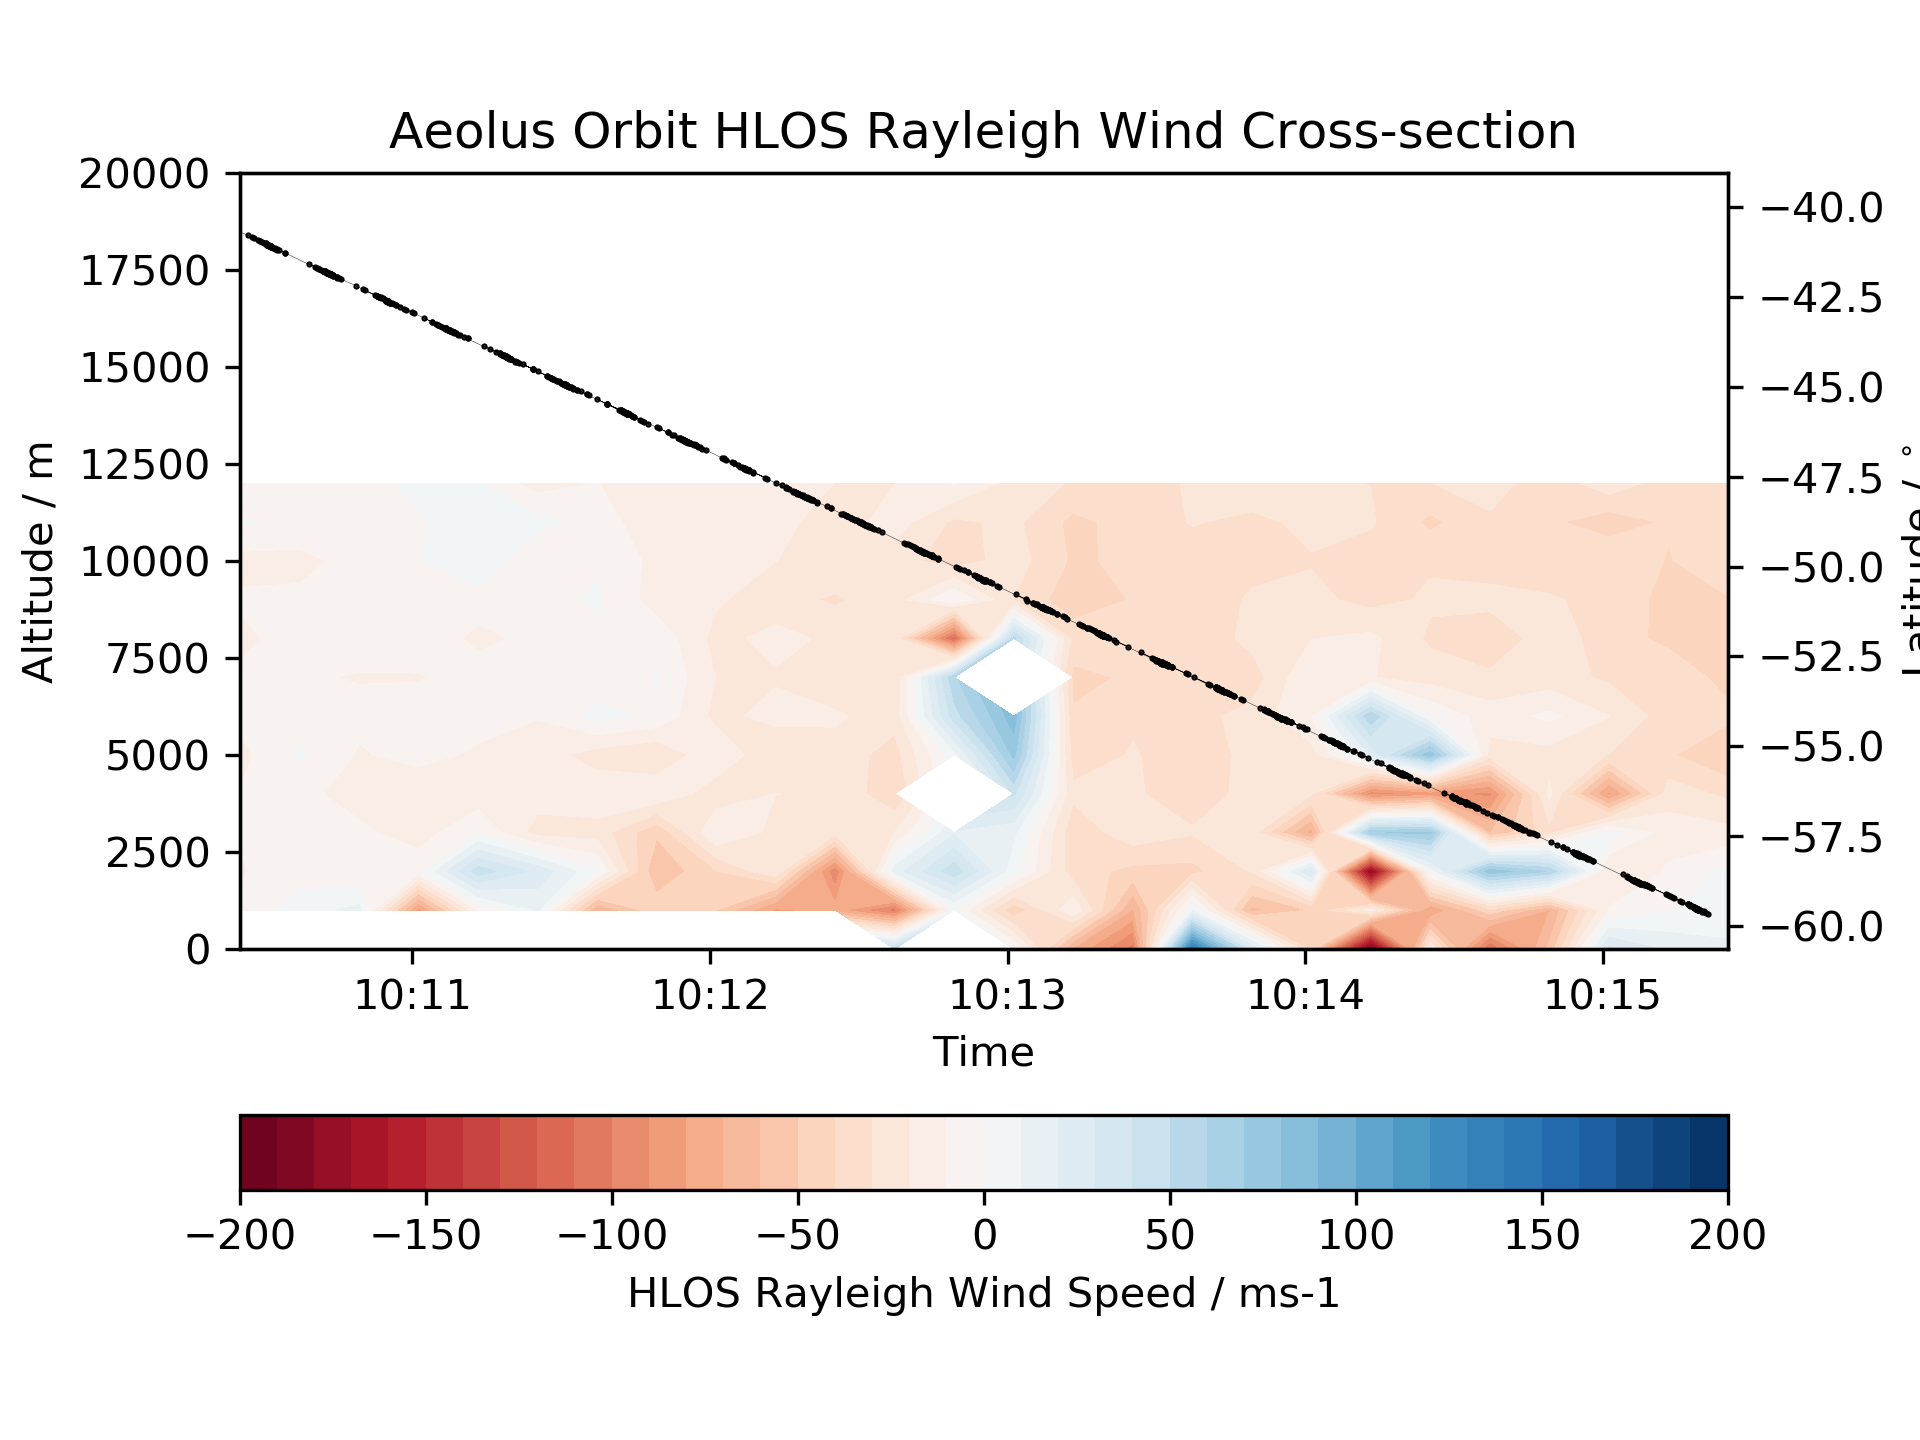 Aeolus Orbit HLOS Rayleigh Wind Cross-section
20000
17500
15000
12500
10000
7500
5000
2500
0
Altitude / m
−40.0
−42.5
−45.0
−47.5
−50.0
−52.5
−55.0
−57.5
−60.0
Latitude / °
10:11 10:12 10:13 10:14 10:15
Time
−200 −150 −100 −50 0 50 100 150 200
HLOS Rayleigh Wind Speed / ms-1